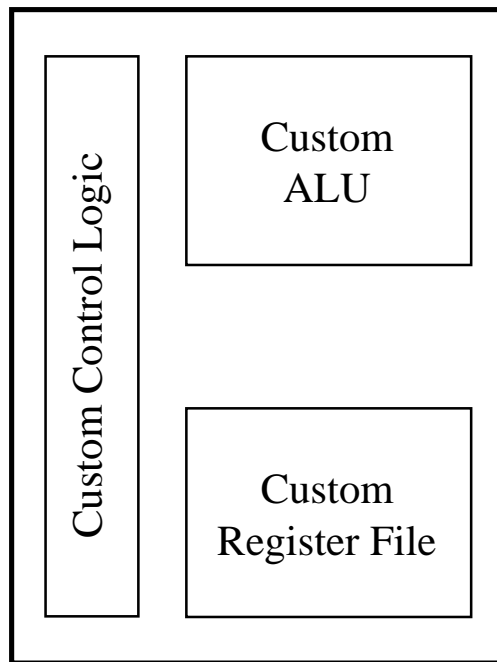 Custom Control Logic
Custom
ALU
Custom
Register File